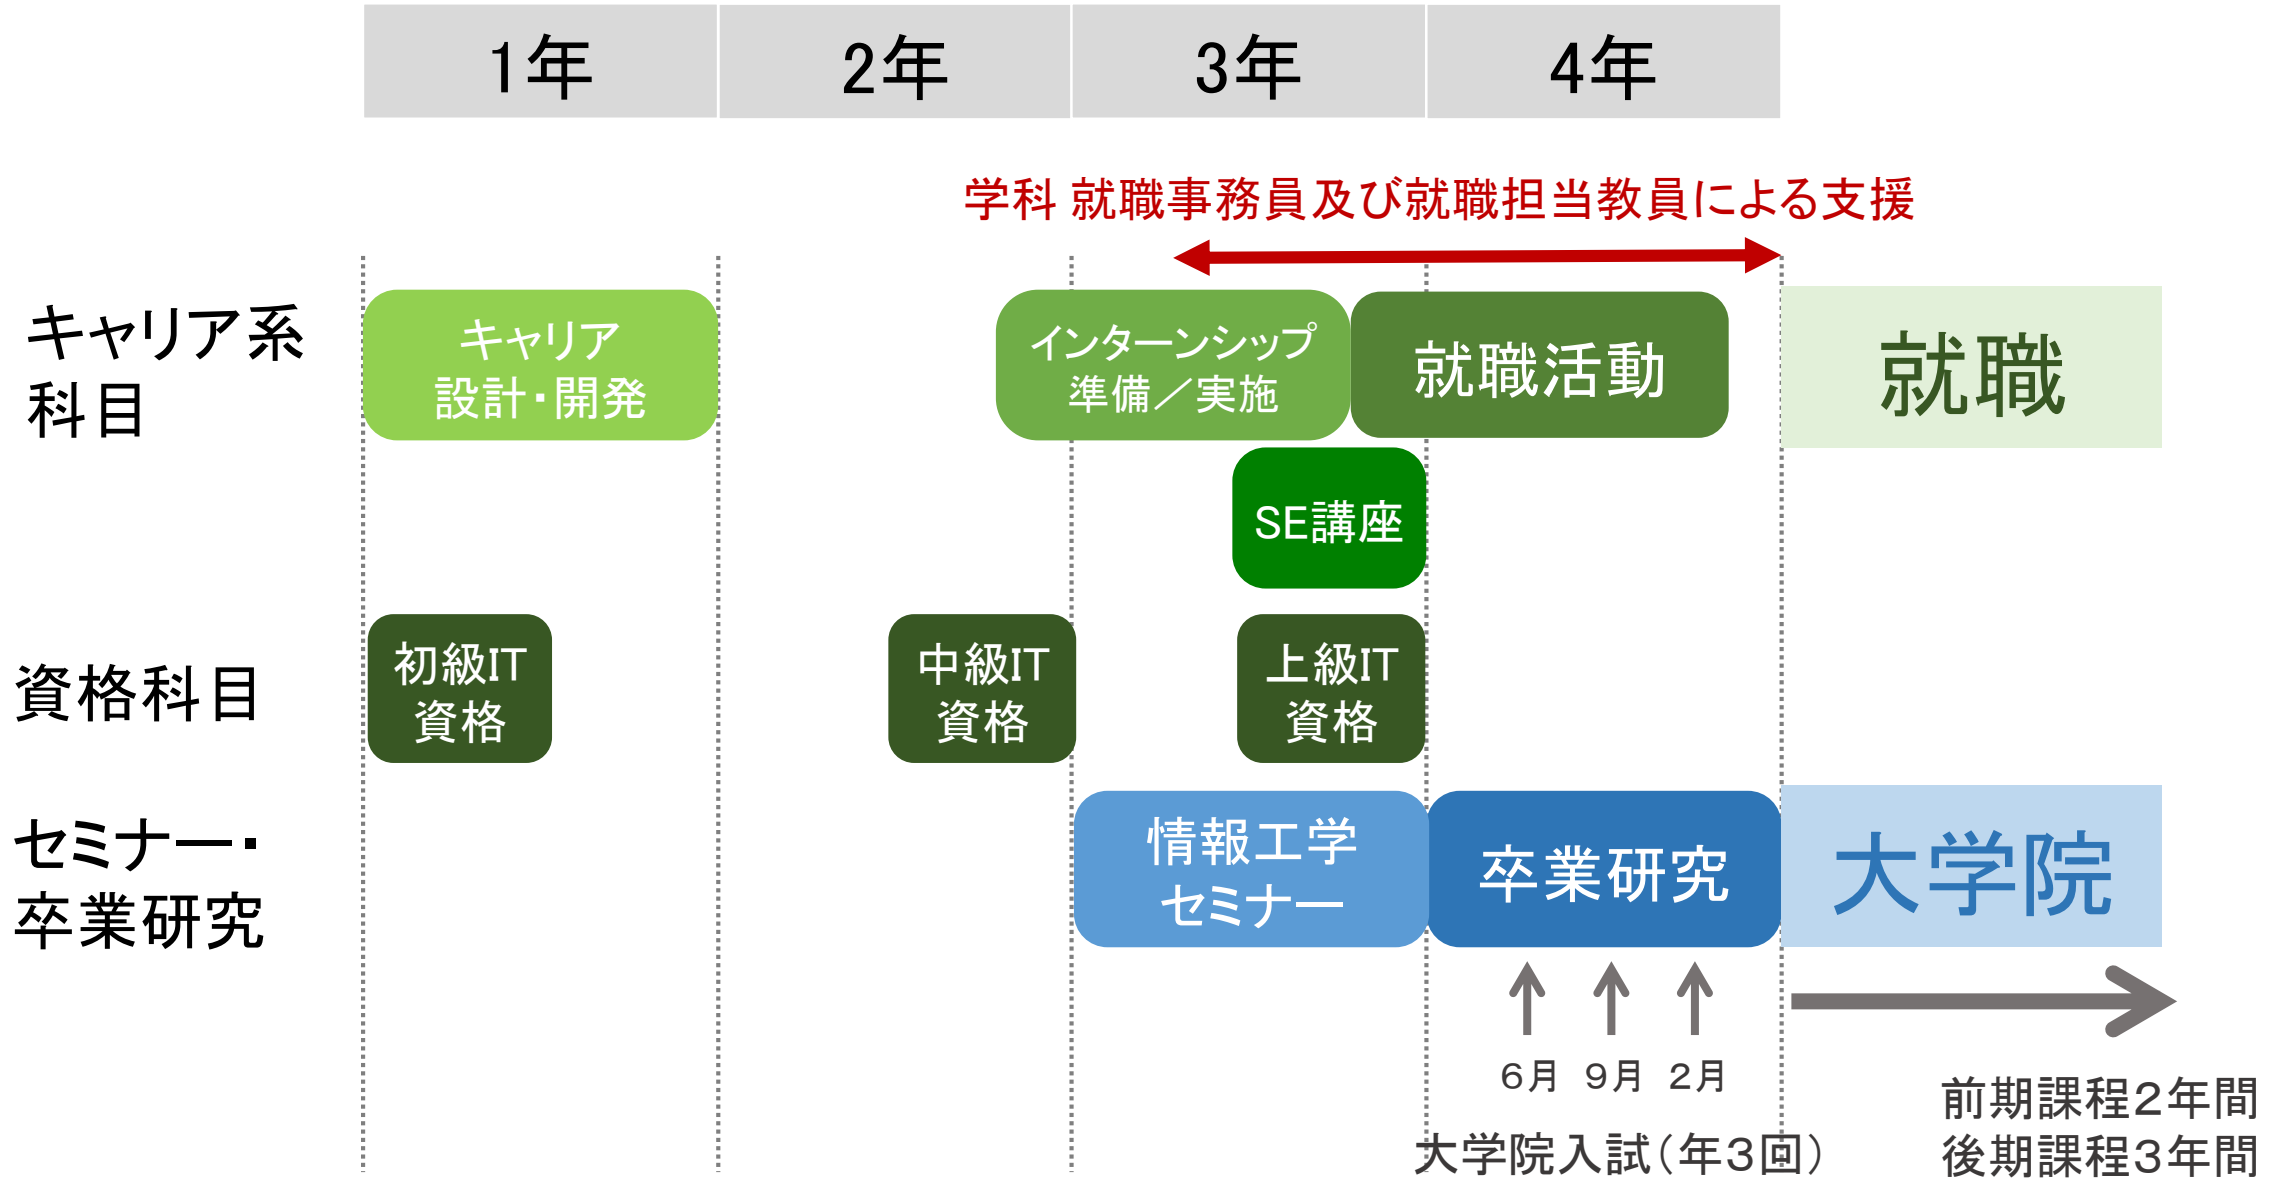 1年
2年
3年
4年
学科 就職事務員及び就職担当教員による支援
キャリア系
科目
キャリア
設計・開発
インターンシップ
準備／実施
就職活動
就職
SE講座
資格科目
初級IT
資格
中級IT
資格
上級IT
資格
セミナー・
卒業研究
情報工学
セミナー
卒業研究
大学院
6月
9月
2月
大学院入試（年3回）
前期課程2年間
後期課程3年間